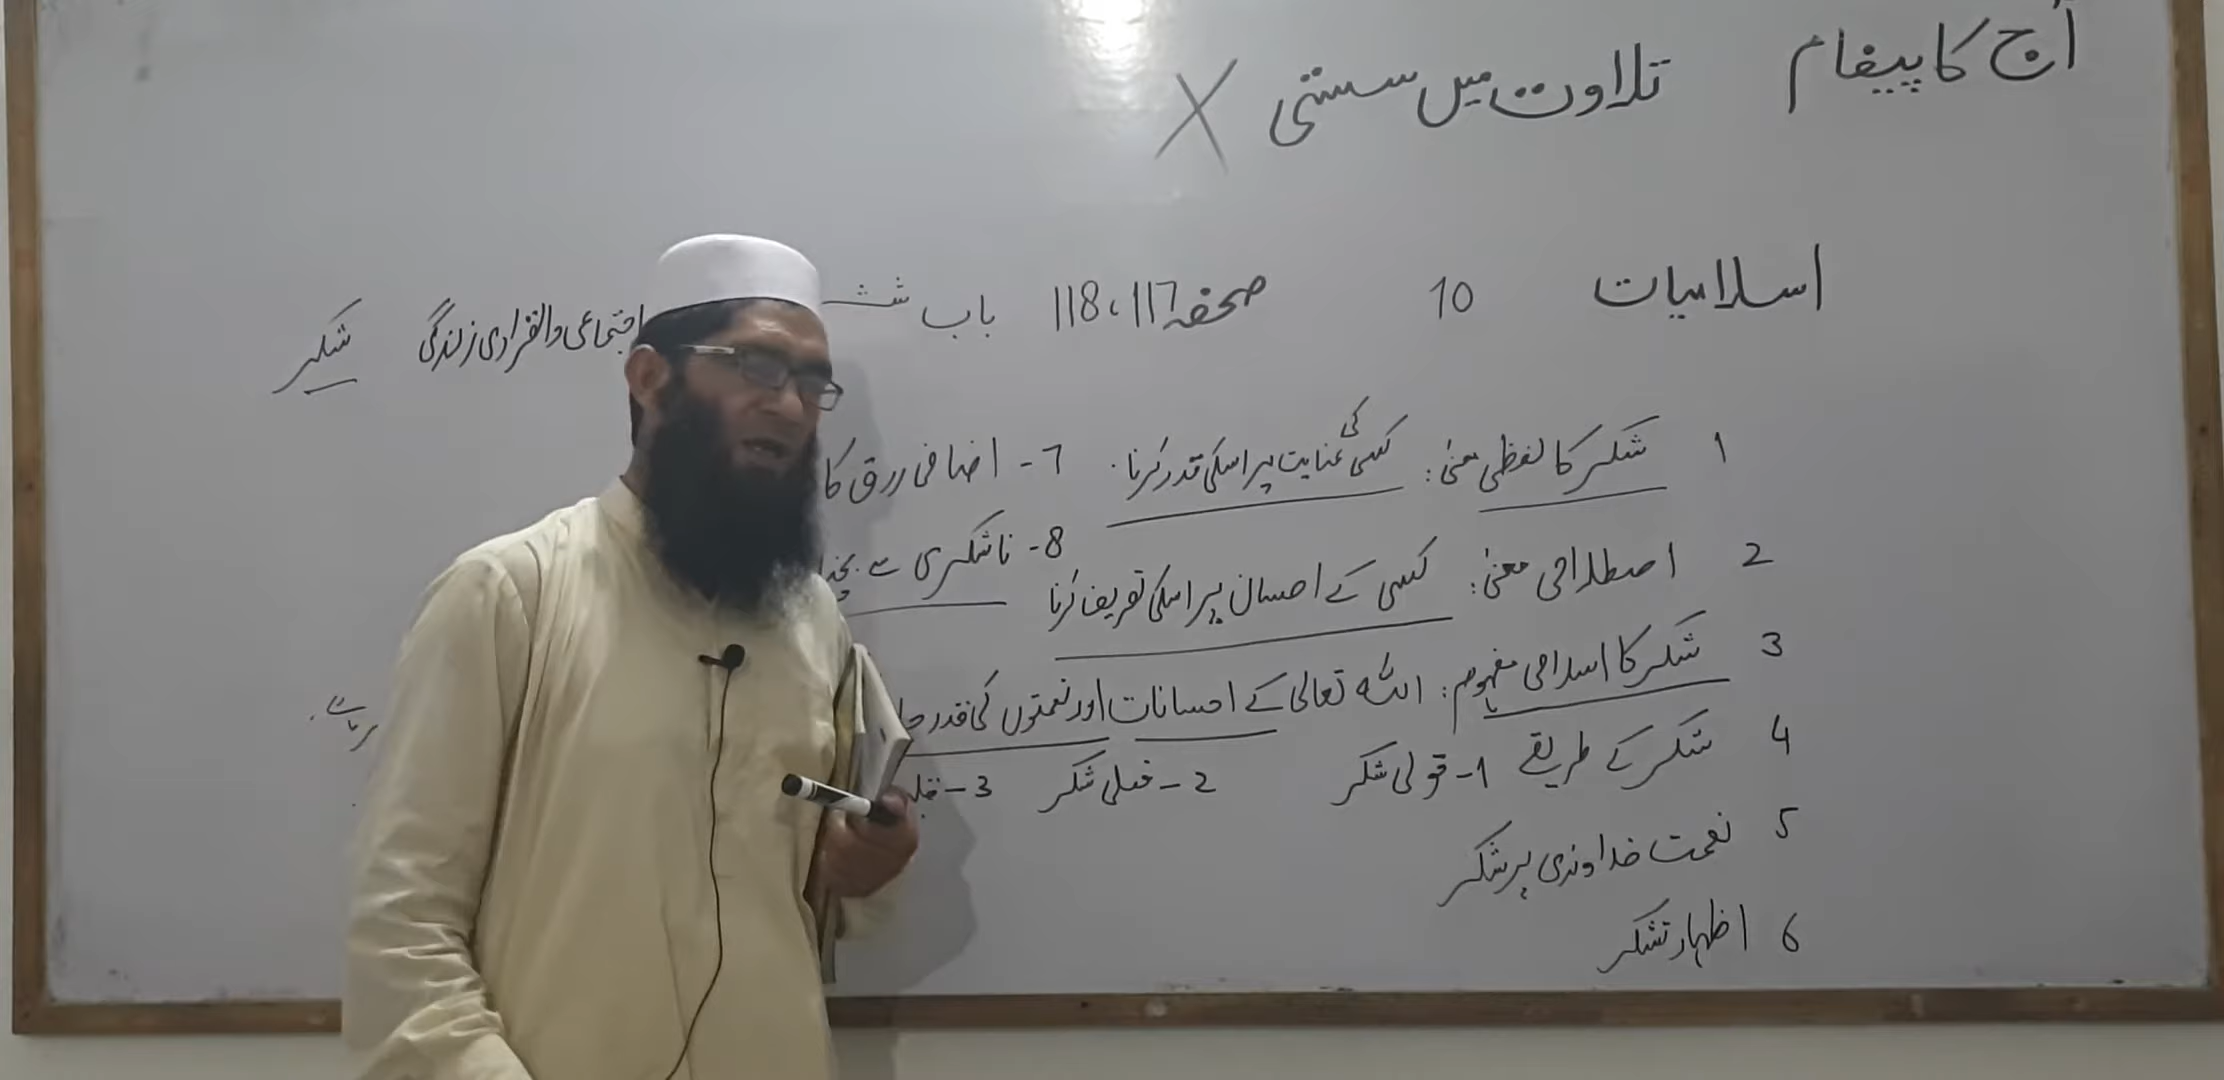 آج کا پیغام تلاوت میں سستی X
اسلامیات 10 صحفہ 117، 118 باب شش اجتماعی و انفرادی زندگی شکر
1 شکر کا لفظی معنیٰ: کسی کی عنایت پر اسکی قدر کرنا۔
2 اصطلاحی معنیٰ: کسی کے احسان پر اسکی تعریف کرنا
3 شکر کا اسلامی مفہوم: اللہ تعالی کے احسانات اور نعمتوں کی قدر
4 شکر کے طریقے 1- قولی شکر 2- فعلی شکر 3-
5 نعمت خداوندی پر شکر
6 اظہار تشکر
7- اضافی رزق کا
8- ناشکری سے